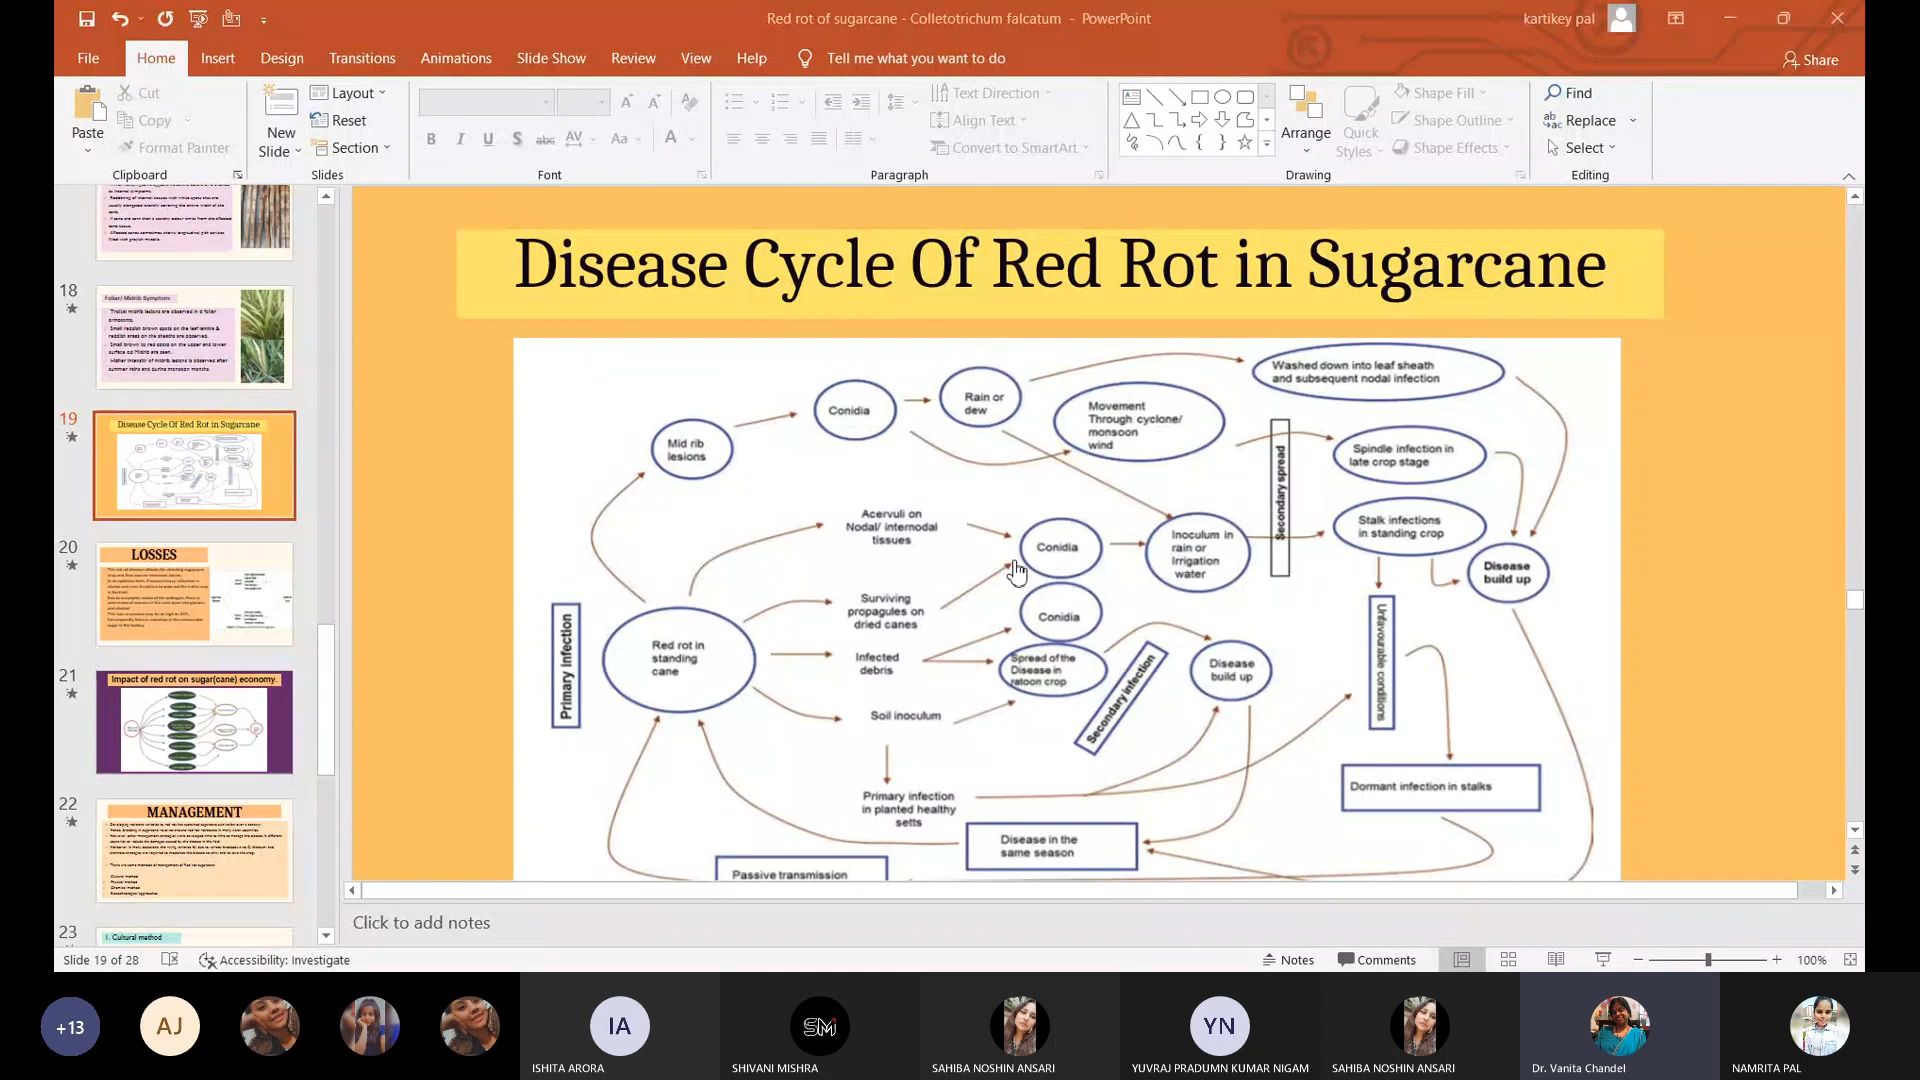 Red rot of sugarcane - Colletotrichum falcatum - PowerPoint
kartikey pal
File Home Insert Design Transitions Animations Slide Show Review View Help Tell me what you want to do
Share
Paste
Cut
Copy
Format Painter
Clipboard
New
Slide
Layout
Reset
Section
Slides
Font
Text Direction
Align Text
Convert to SmartArt
Paragraph
Arrange
Quick
Styles
Shape Fill
Shape Outline
Shape Effects
Drawing
Find
Replace
Select
Editing
18
Foliar/ Midrib Symptom:
19
Disease Cycle Of Red Rot in Sugarcane
20
LOSSES
21
Impact of red rot on sugar(cane) economy.
22
MANAGEMENT
23
1. Cultural method
Disease Cycle Of Red Rot in Sugarcane
Washed down into leaf sheath
and subsequent nodal infection
Rain or
dew
Conidia
Movement
Through cyclone/
monsoon
wind
Mid rib
lesions
Secondary spread
Spindle infection in
late crop stage
Acervuli on
Nodal/ internodal
tissues
Conidia
Inoculum in
rain or
Irrigation
water
Stalk infections
in standing crop
Disease
build up
Surviving
propagules on
dried canes
Conidia
Primary infection
Red rot in
standing
cane
Infected
debris
Spread of the
Disease in
ratoon crop
Secondary infection
Disease
build up
Unfavourable conditions
Soil inoculum
Primary infection
in planted healthy
setts
Dormant infection in stalks
Disease in the
same season
Passive transmission
Click to add notes
Slide 19 of 28
Accessibility: Investigate
Notes
Comments
100%
+13
AJ
IA
SM
YN
ISHITA ARORA
SHIVANI MISHRA
SAHIBA NOSHIN ANSARI
YUVRAJ PRADUMN KUMAR NIGAM
SAHIBA NOSHIN ANSARI
Dr. Vanita Chandel
NAMRITA PAL